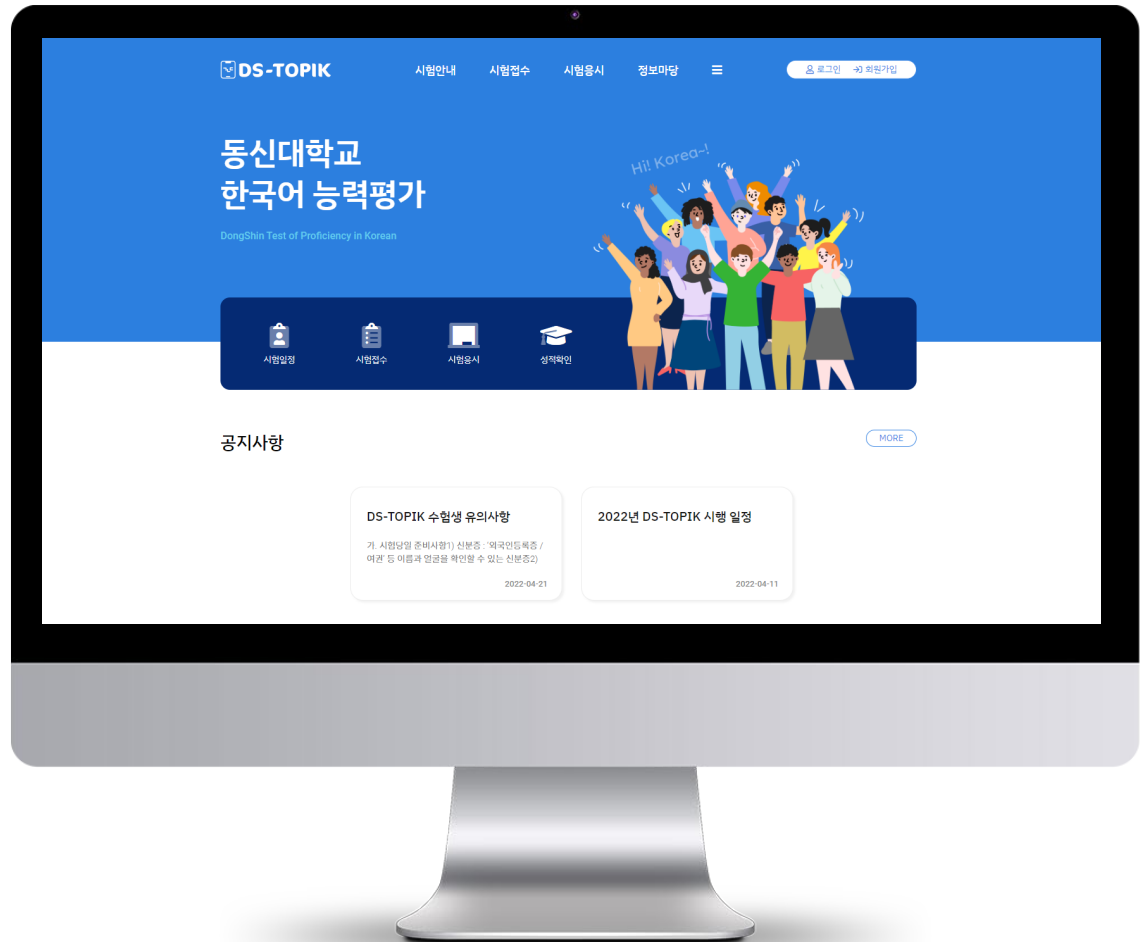 DS-TOPIK
시험안내 시험접수 시험응시 정보마당
로그인 회원가입
동신대학교
한국어 능력평가
DongShin Test of Proficiency in Korean
Hi! Korea~!
시험일정 시험접수 시험응시 성적확인
공지사항
MORE
DS-TOPIK 수험생 유의사항
가. 시험당일 준비사항1) 신분증 : '외국인등록증 /
여권' 등 이름과 얼굴을 확인할 수 있는 신분증2)
2022-04-21
2022년 DS-TOPIK 시행 일정
2022-04-11